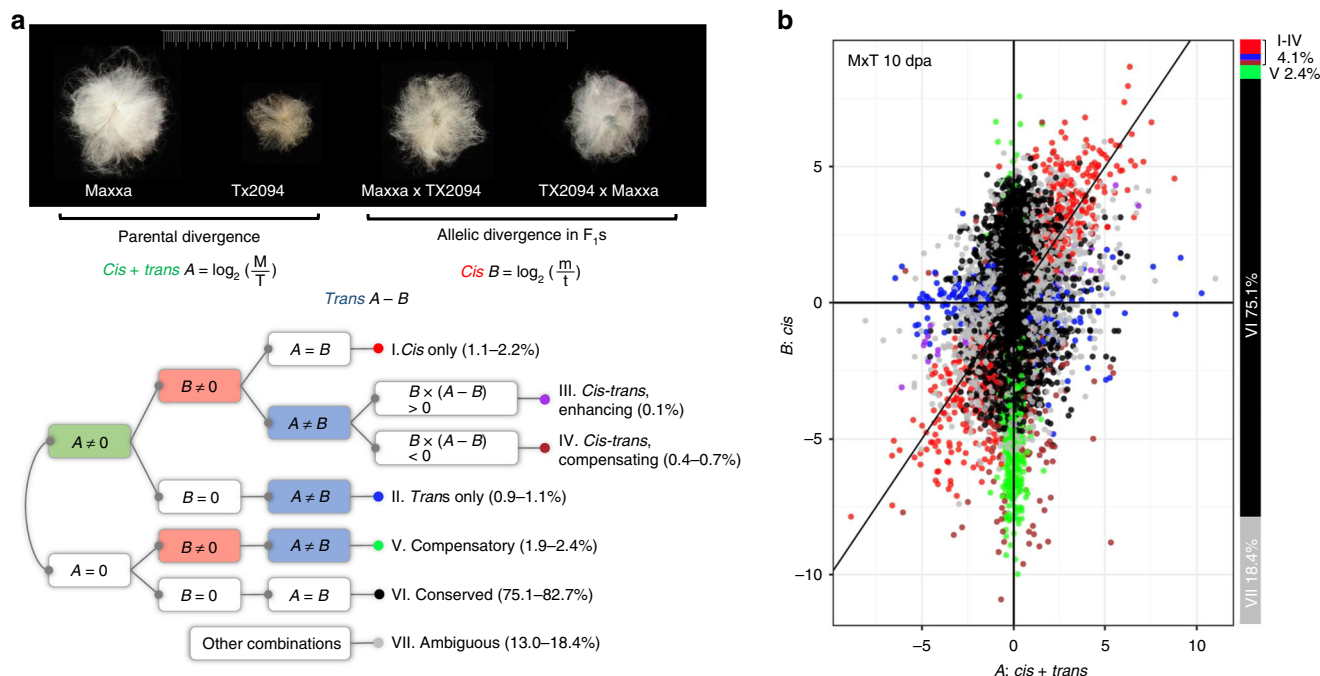 a
Maxxa
Tx2094
Maxxa x TX2094
TX2094 x Maxxa
Parental divergence
Allelic divergence in F₁s
Cis + trans A = log₂ (M/T)
Cis B = log₂ (m/t)
Trans A – B
A ≠ 0
B ≠ 0
A = B
I.Cis only (1.1–2.2%)
A ≠ B
B × (A – B) > 0
III. Cis-trans,
enhancing (0.1%)
B × (A – B) < 0
IV. Cis-trans,
compensating (0.4–0.7%)
B = 0
A ≠ B
II. Trans only (0.9–1.1%)
A = 0
B ≠ 0
A ≠ B
V. Compensatory (1.9–2.4%)
B = 0
A = B
VI. Conserved (75.1–82.7%)
Other combinations
VII. Ambiguous (13.0–18.4%)
b
MxT 10 dpa
I-IV
4.1%
V 2.4%
VI 75.1%
VII 18.4%
B: cis
5
0
−5
−10
−5
0
5
10
A: cis + trans